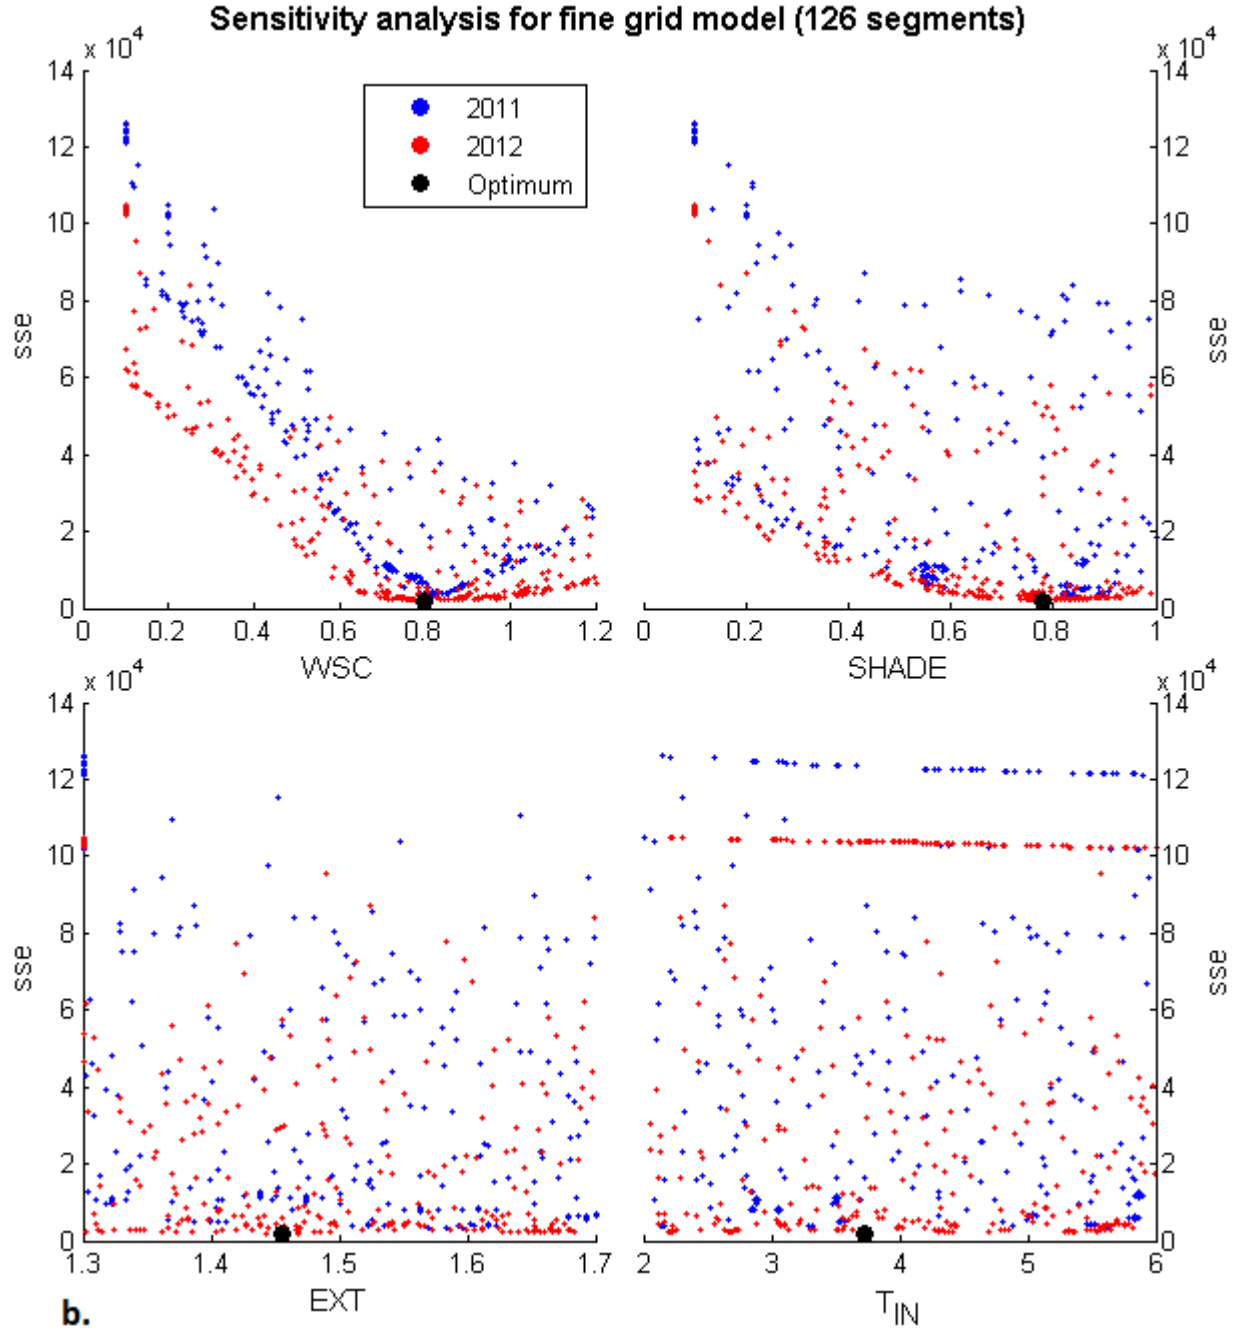 Sensitivity analysis for fine grid model (126 segments)
x 10^4
x 10^4
14
12
10
8
6
4
2
0
sse
2011
2012
Optimum
14
12
10
8
6
4
2
0
sse
0 0.2 0.4 0.6 0.8 1 1.2
WSC
0.2 0.4 0.6 0.8 1
SHADE
x 10^4
x 10^4
14
12
10
8
6
4
2
0
sse
14
12
10
8
6
4
2
0
sse
1.3 1.4 1.5 1.6 1.7
EXT
2 3 4 5 6
T_IN
b.